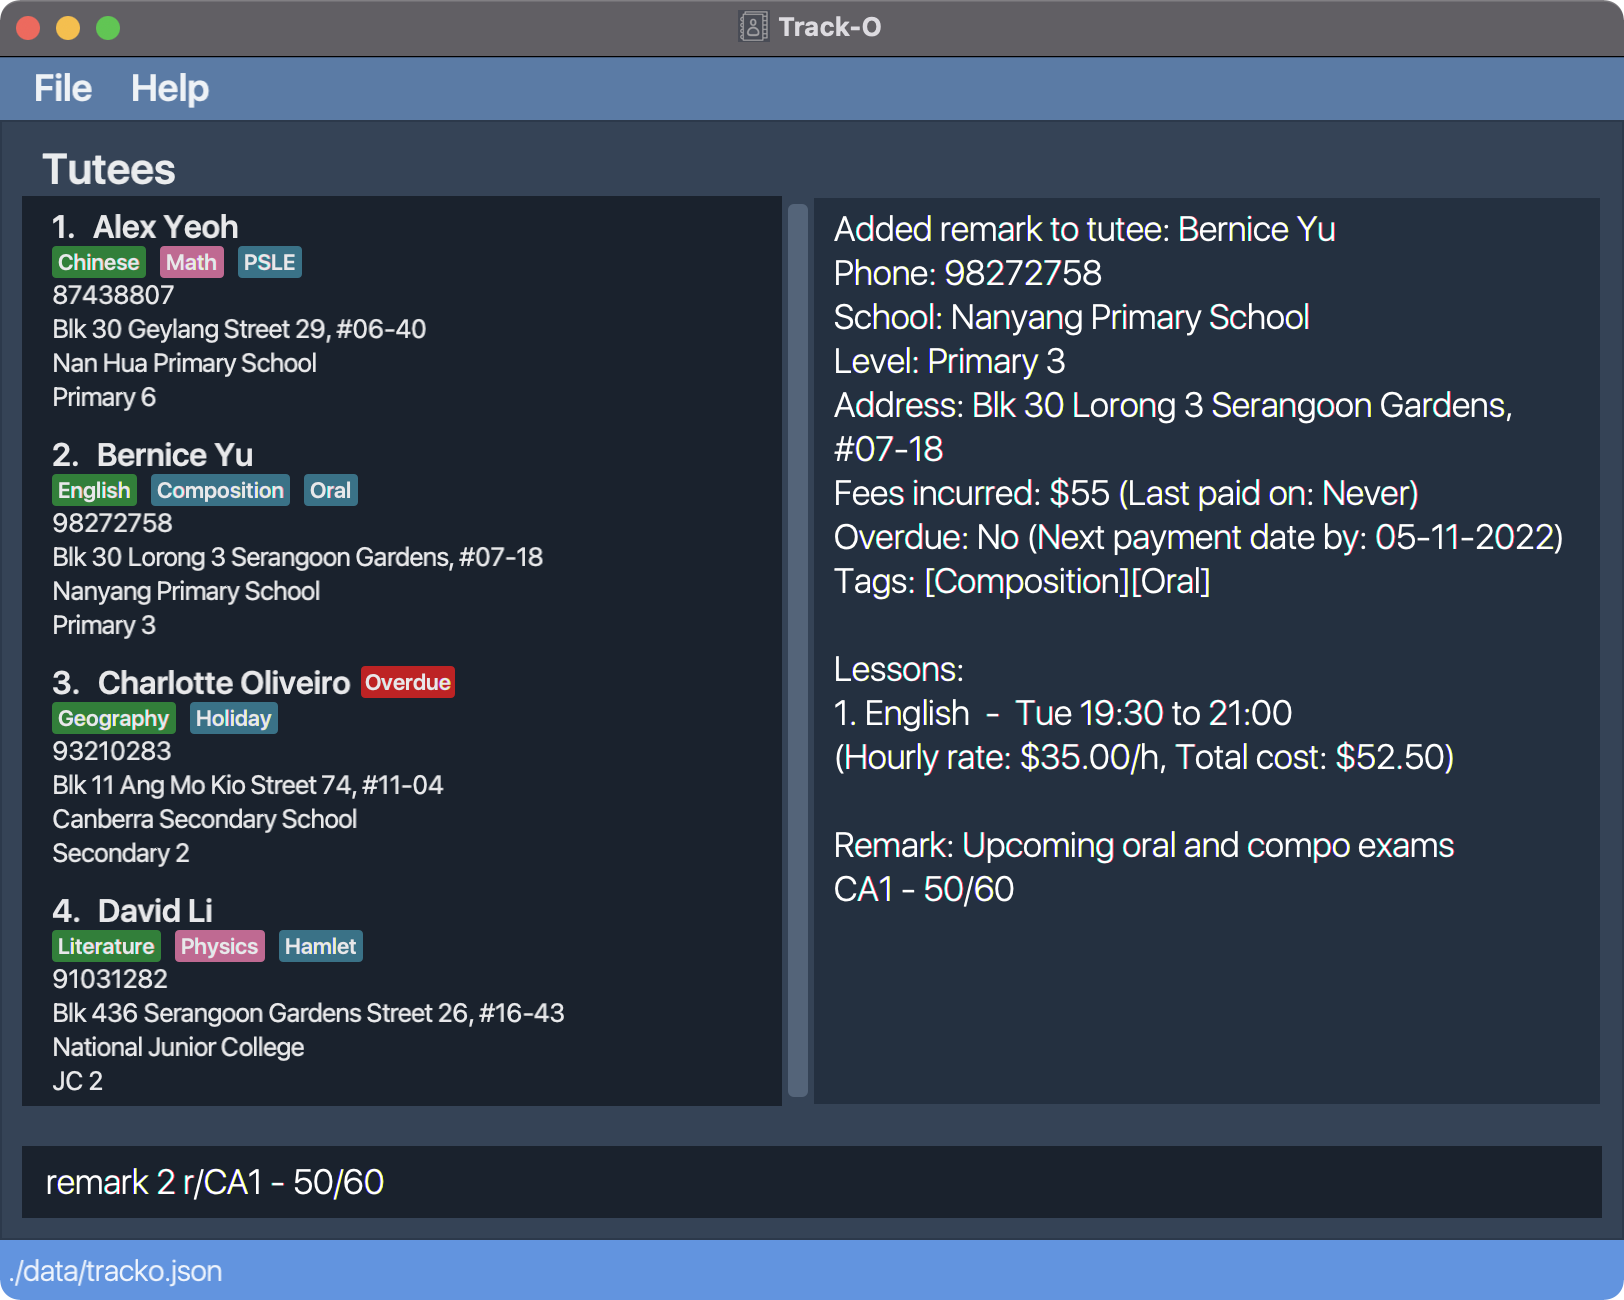 Track-O
File Help
Tutees
1. Alex Yeoh
Chinese Math PSLE
87438807
Blk 30 Geylang Street 29, #06-40
Nan Hua Primary School
Primary 6
2. Bernice Yu
English Composition Oral
98272758
Blk 30 Lorong 3 Serangoon Gardens, #07-18
Nanyang Primary School
Primary 3
3. Charlotte Oliveiro Overdue
Geography Holiday
93210283
Blk 11 Ang Mo Kio Street 74, #11-04
Canberra Secondary School
Secondary 2
4. David Li
Literature Physics Hamlet
91031282
Blk 436 Serangoon Gardens Street 26, #16-43
National Junior College
JC 2
Added remark to tutee: Bernice Yu
Phone: 98272758
School: Nanyang Primary School
Level: Primary 3
Address: Blk 30 Lorong 3 Serangoon Gardens,
#07-18
Fees incurred: $55 (Last paid on: Never)
Overdue: No (Next payment date by: 05-11-2022)
Tags: [Composition][Oral]
Lessons:
1. English - Tue 19:30 to 21:00
(Hourly rate: $35.00/h, Total cost: $52.50)
Remark: Upcoming oral and compo exams
CA1 - 50/60
remark 2 r/CA1 - 50/60
./data/tracko.json